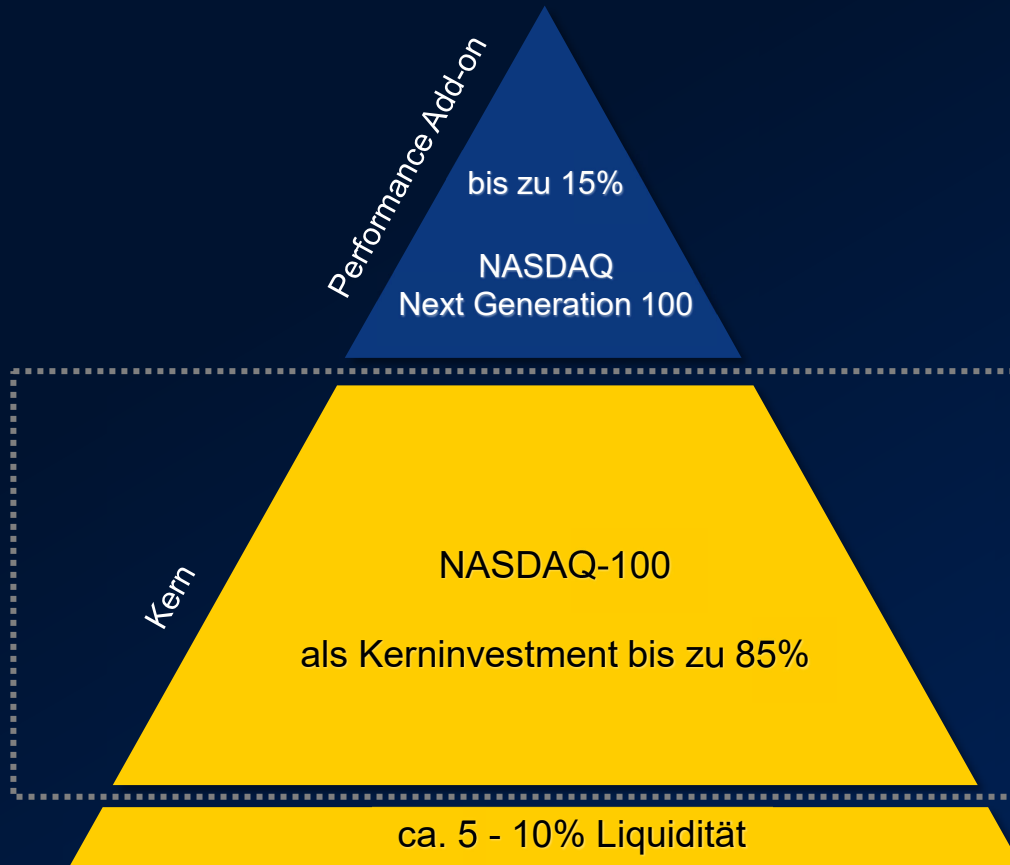 Performance Add-on
bis zu 15%
NASDAQ
Next Generation 100
Kern
NASDAQ-100
als Kerninvestment bis zu 85%
ca. 5 - 10% Liquidität